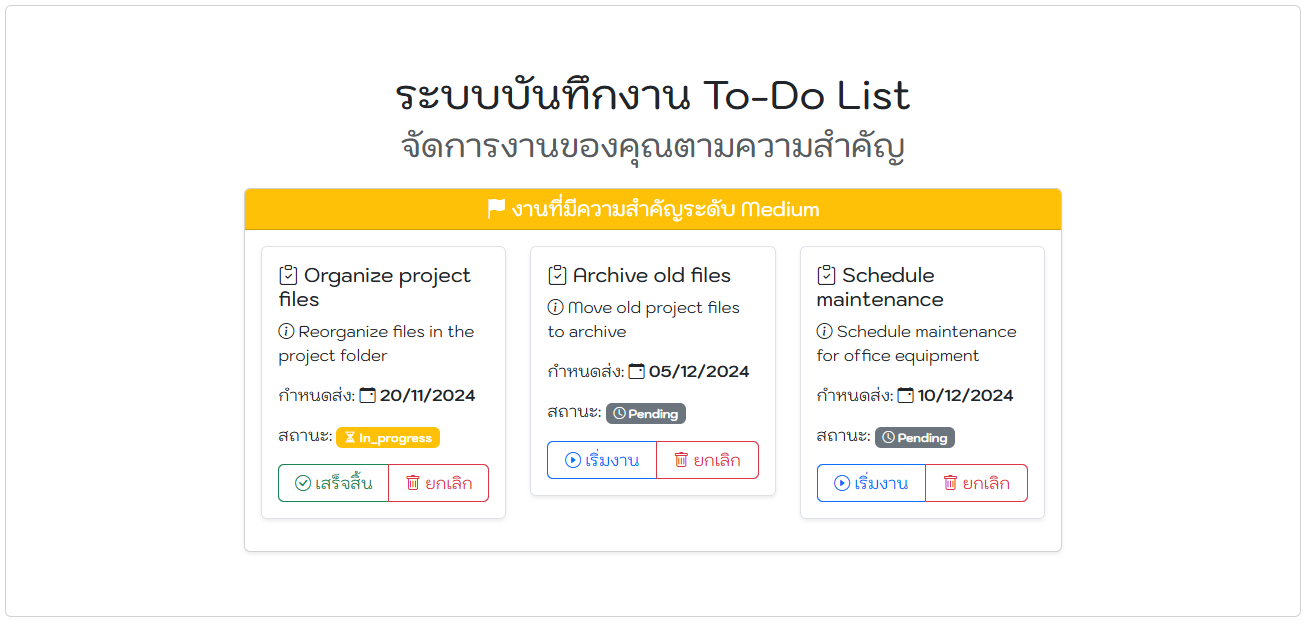 ระบบบันทึกงาน To-Do List
จัดการงานของคุณตามความสำคัญ
งานที่มีความสำคัญระดับ Medium
Organize project
files
Reorganize files in the
project folder
กำหนดส่ง: 20/11/2024
สถานะ: In_progress
เสร็จสิ้น ยกเลิก
Archive old files
Move old project files
to archive
กำหนดส่ง: 05/12/2024
สถานะ: Pending
เริ่มงาน ยกเลิก
Schedule
maintenance
Schedule maintenance
for office equipment
กำหนดส่ง: 10/12/2024
สถานะ: Pending
เริ่มงาน ยกเลิก